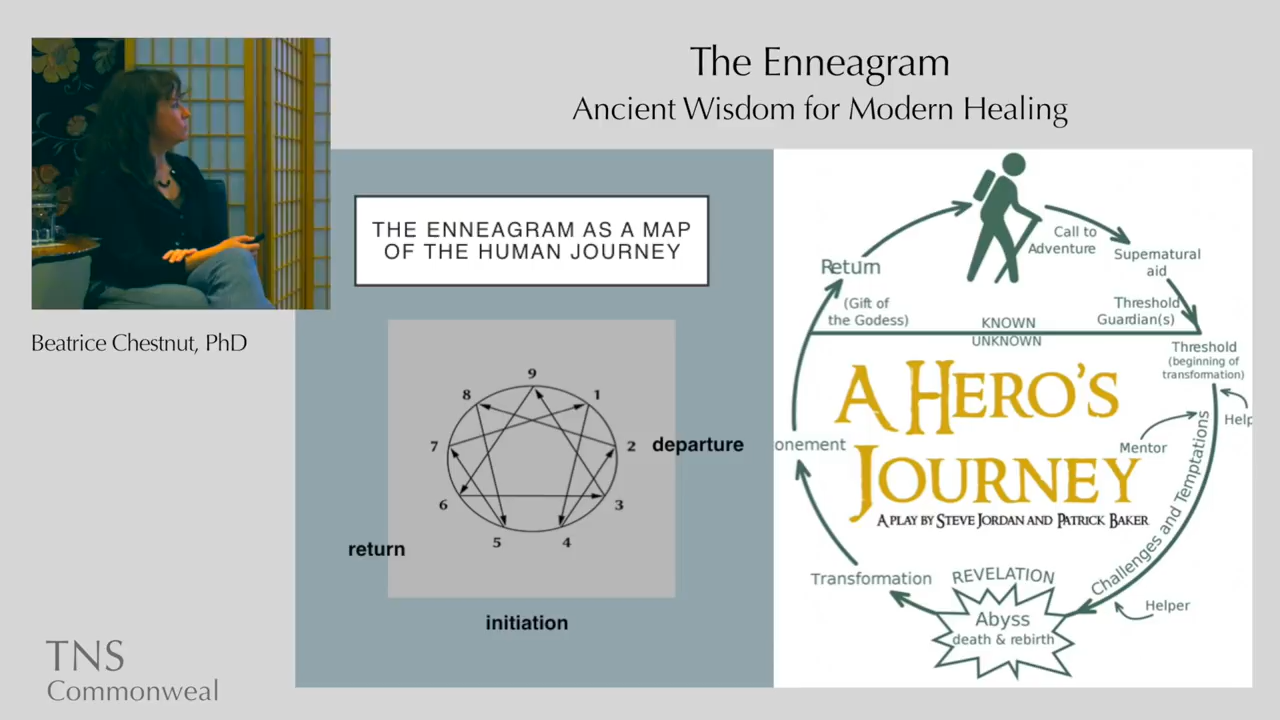 The Enneagram
Ancient Wisdom for Modern Healing
Beatrice Chestnut, PhD
THE ENNEAGRAM AS A MAP
OF THE HUMAN JOURNEY
9
8
1
7
2
departure
6
3
5
4
return
initiation
Call to
Adventure
Supernatural
aid
Return
(Gift of
the Godess)
Threshold
Guardian(s)
KNOWN
UNKNOWN
Threshold
(beginning of
transformation)
Help
A HERO'S
JOURNEY
A PLAY BY STEVE JORDAN AND PATRICK BAKER
onement
Mentor
Challenges and Temptations
Transformation
REVELATION
Abyss
death & rebirth
Helper
TNS
Commonweal